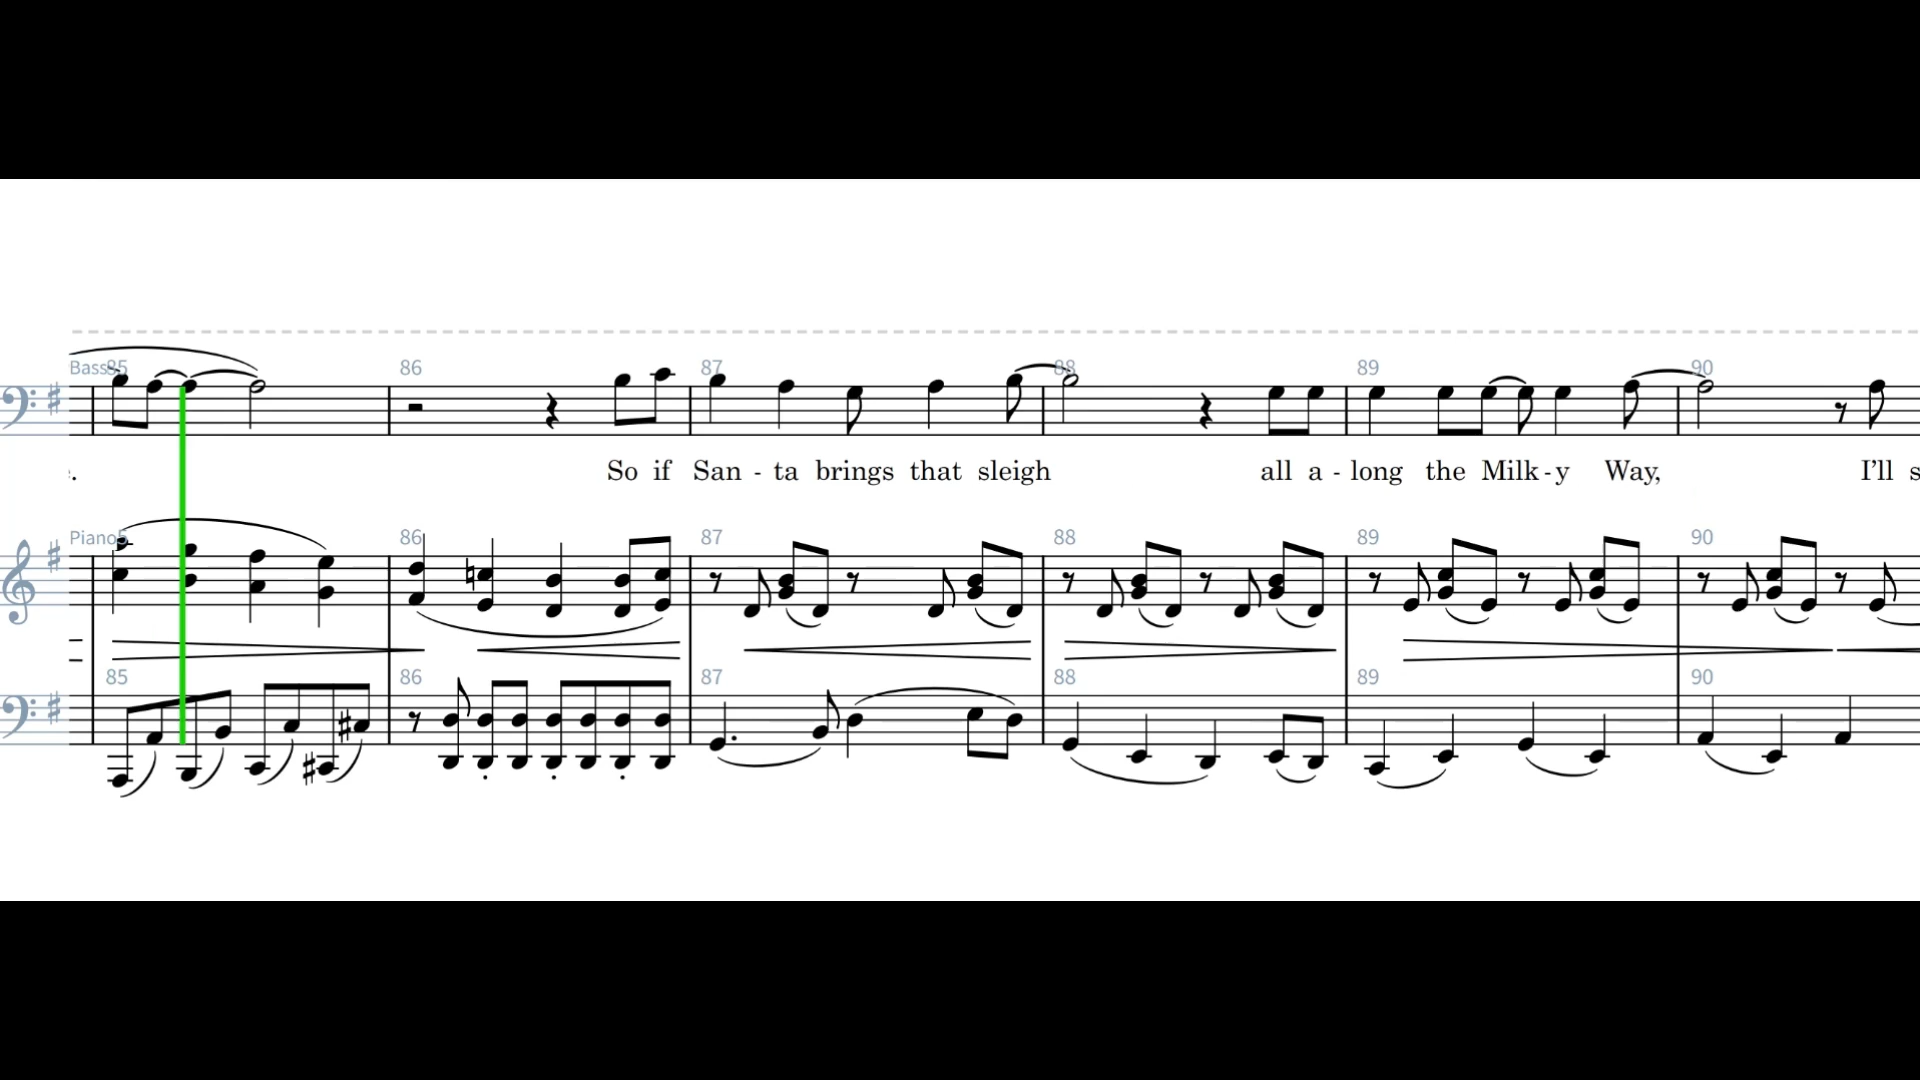 Bass 85 86 87 88 89 90
. So if San - ta brings that sleigh all a - long the Milk - y Way, I'll s
Piano 86 87 88 89 90
85 86 87 88 89 90